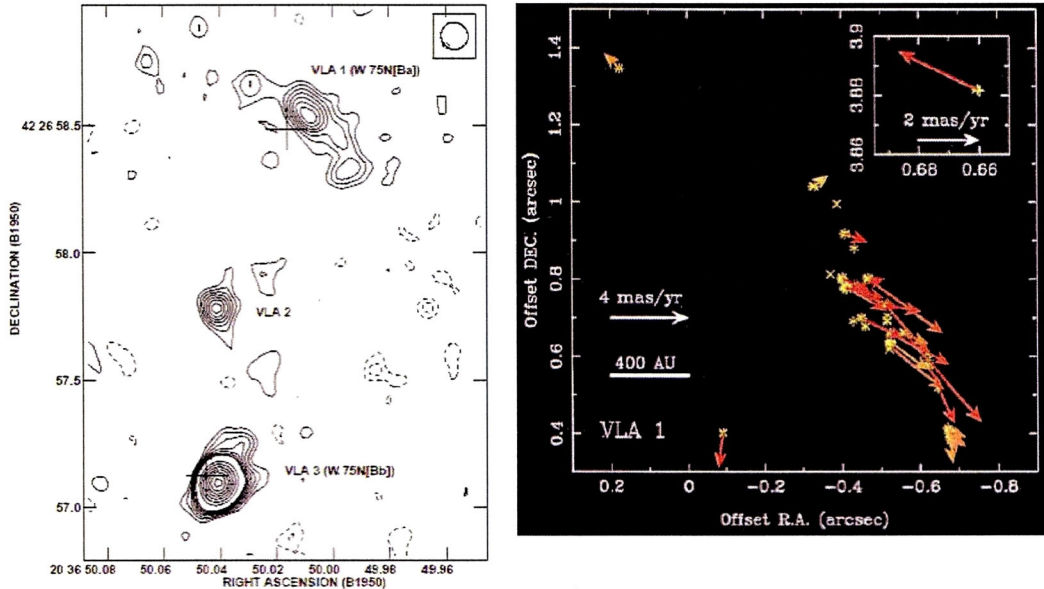 VLA 1 (W 75N[Ba])
VLA 2
VLA 3 (W 75N[Bb])
DECLINATION (B1950)
42 26 58.5
58.0
57.5
57.0
20 36 50.08 50.06 50.04 50.02 50.00 49.98 49.96
RIGHT ASCENSION (B1950)
Offset DEC. (arcsec)
1.4
1.2
1
0.8
0.6
0.4
3.9
3.88
3.86
2 mas/yr
0.68 0.66
4 mas/yr
400 AU
VLA 1
0.2 0 −0.2 −0.4 −0.6 −0.8
Offset R.A. (arcsec)